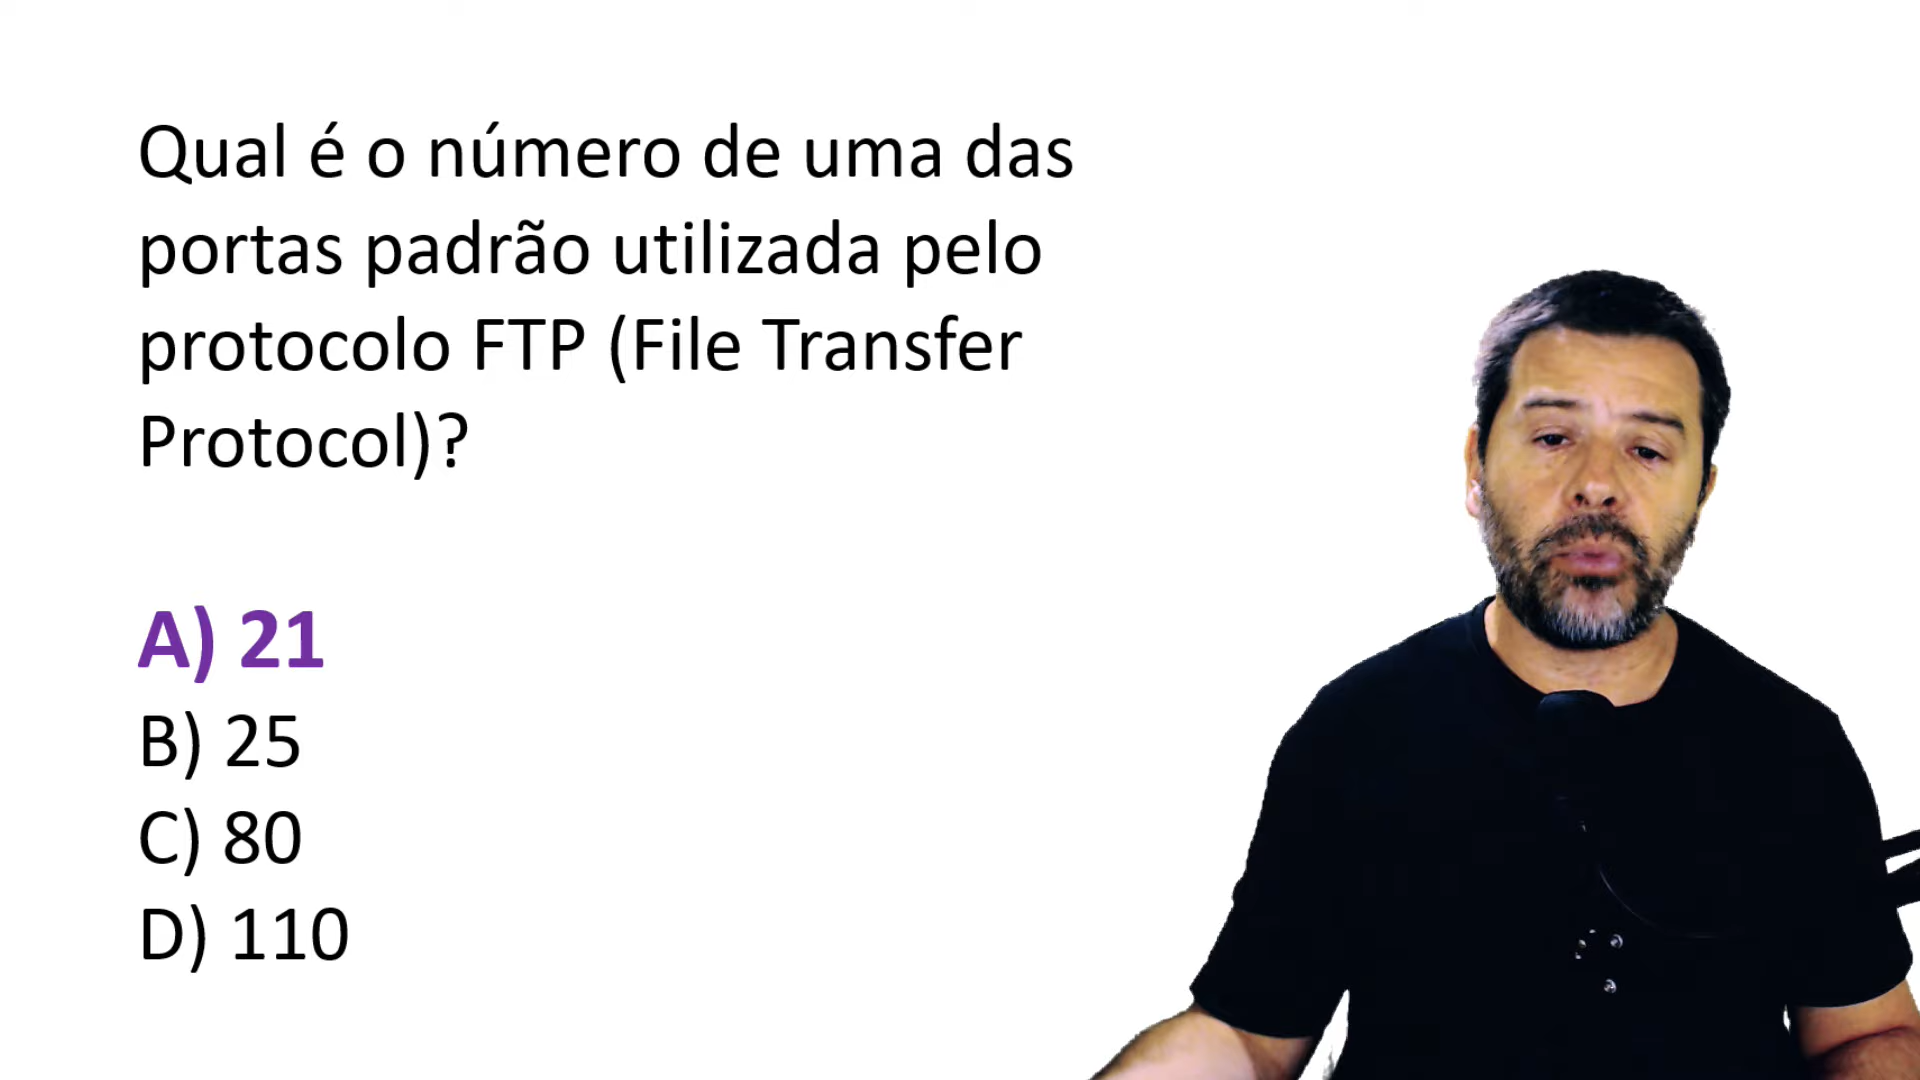 Qual é o número de uma das
portas padrão utilizada pelo
protocolo FTP (File Transfer
Protocol)?
A) 21
B) 25
C) 80
D) 110